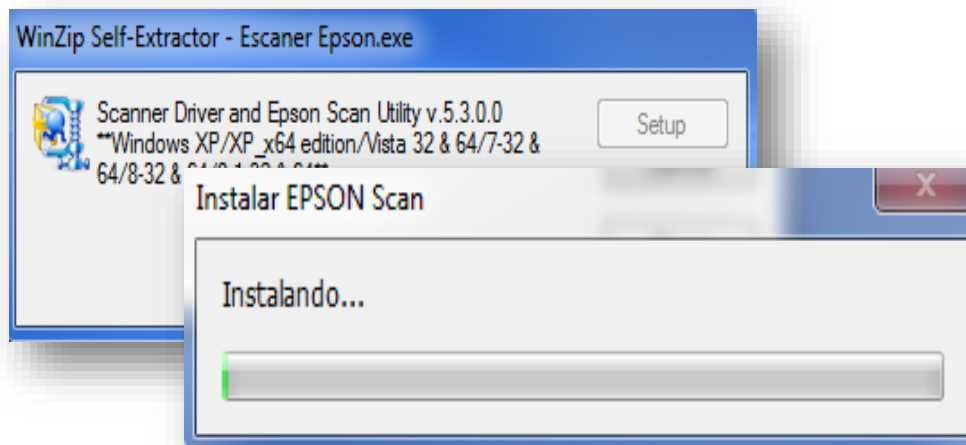 WinZip Self-Extractor - Escaner Epson.exe
Scanner Driver and Epson Scan Utility v.5.3.0.0
**Windows XP/XP_x64 edition/Vista 32 & 64/7-32 &
64/8-32 &
Setup
Instalar EPSON Scan
X
Instalando...